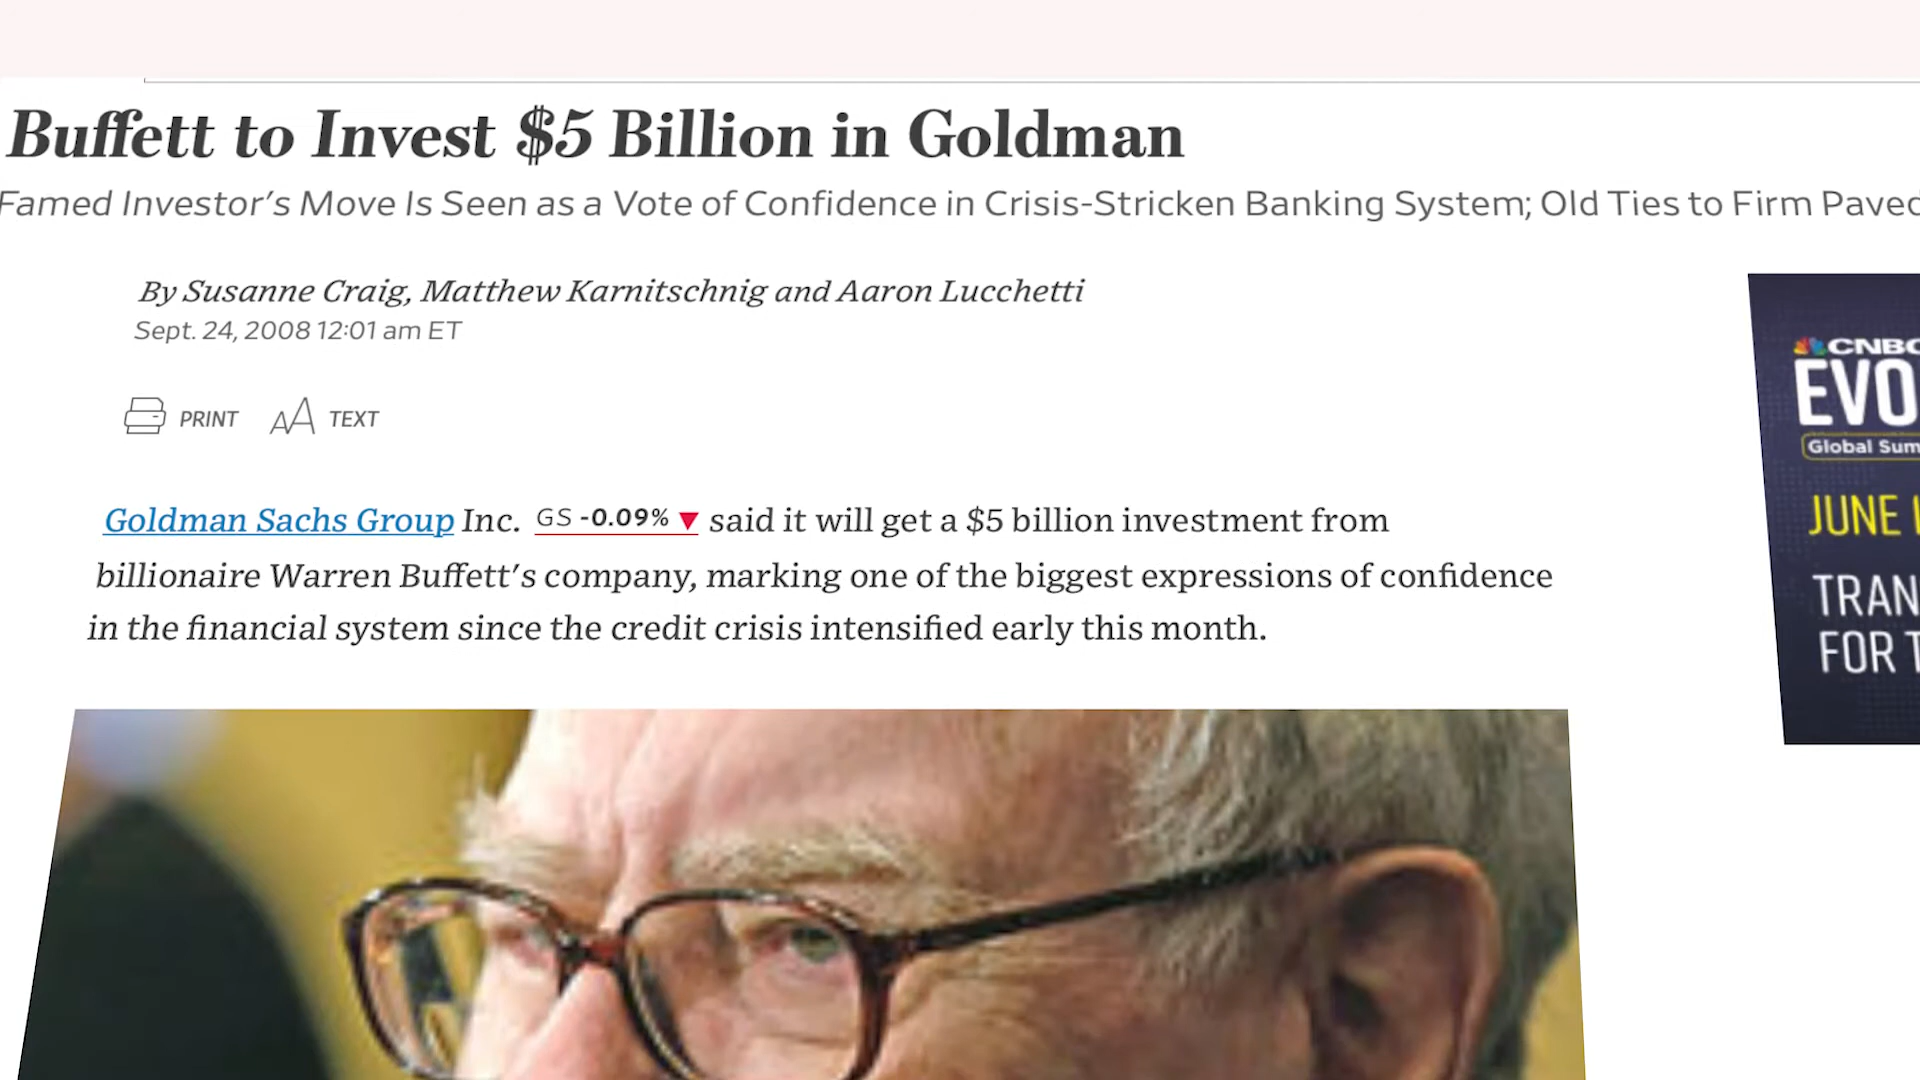 Buffett to Invest $5 Billion in Goldman
Famed Investor's Move Is Seen as a Vote of Confidence in Crisis-Stricken Banking System; Old Ties to Firm Paved
By Susanne Craig, Matthew Karnitschnig and Aaron Lucchetti
Sept. 24, 2008 12:01 am ET
PRINT AA TEXT
Goldman Sachs Group Inc. GS -0.09% ▼ said it will get a $5 billion investment from
billionaire Warren Buffett's company, marking one of the biggest expressions of confidence
in the financial system since the credit crisis intensified early this month.
CNBC
EVO
Global Sum
JUNE
TRAN
FOR T